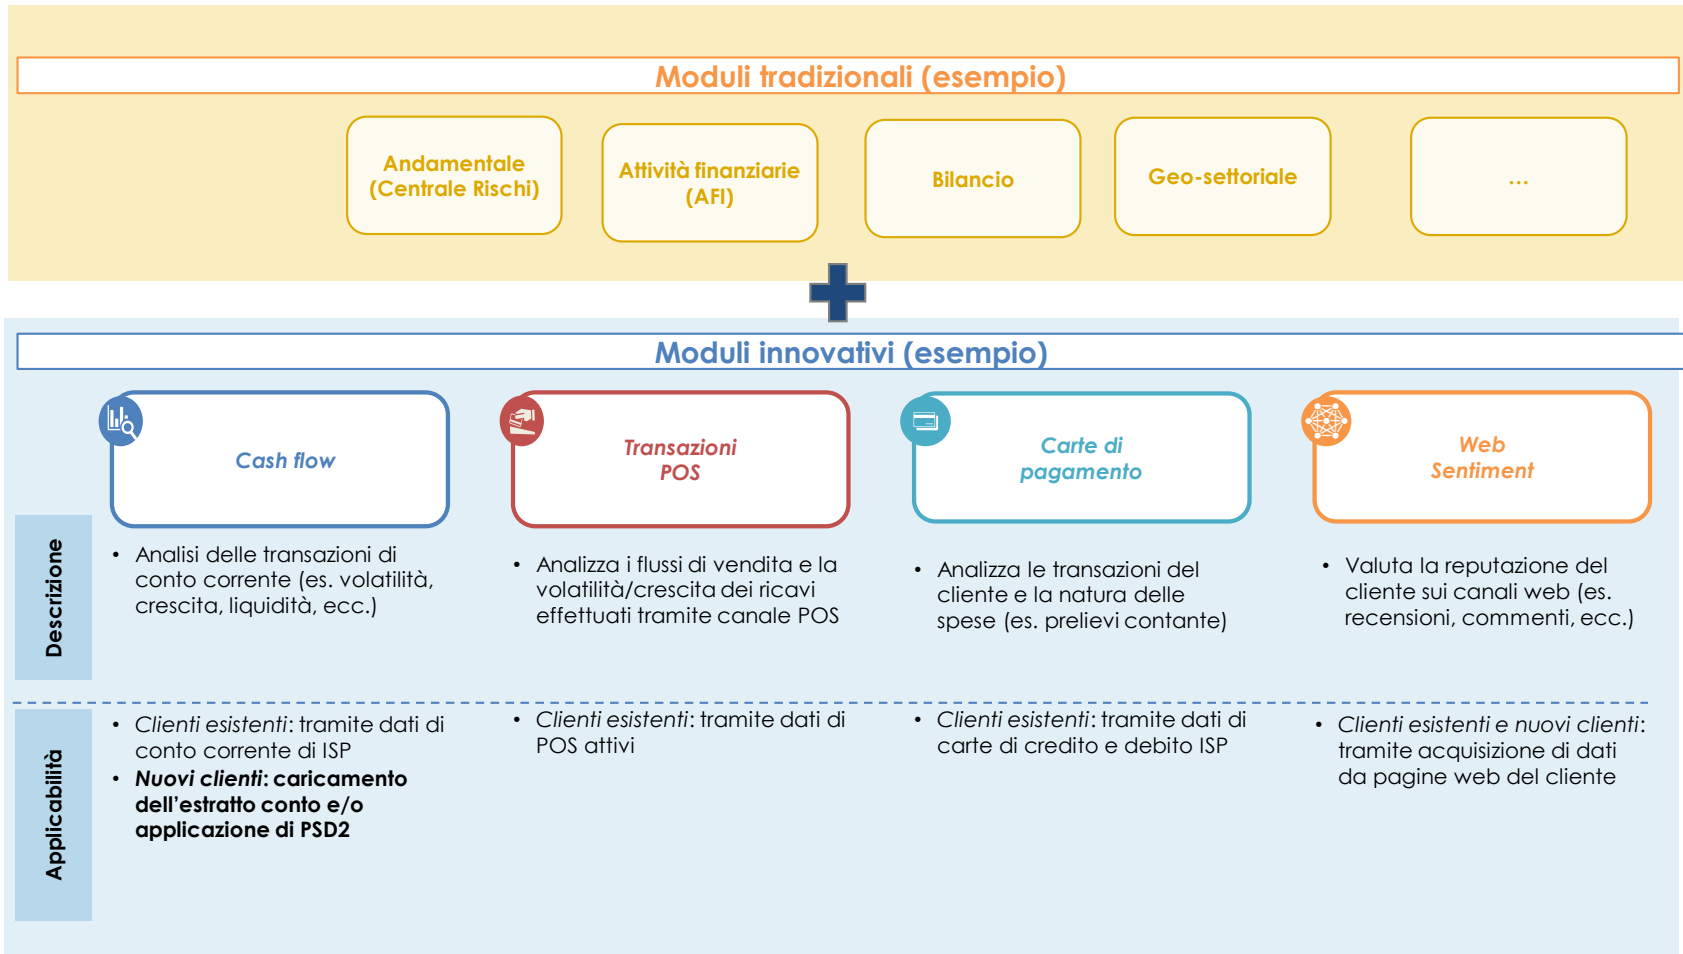 Moduli tradizionali (esempio)
Andamentale
(Centrale Rischi)
Attività finanziarie
(AFI)
Bilancio
Geo-settoriale
...
Moduli innovativi (esempio)
Cash flow
Transazioni
POS
Carte di
pagamento
Web
Sentiment
Descrizione
• Analisi delle transazioni di
conto corrente (es. volatilità,
crescita, liquidità, ecc.)
• Analizza i flussi di vendita e la
volatilità/crescita dei ricavi
effettuati tramite canale POS
• Analizza le transazioni del
cliente e la natura delle
spese (es. prelievi contante)
• Valuta la reputazione del
cliente sui canali web (es.
recensioni, commenti, ecc.)
Applicabilità
• Clienti esistenti: tramite dati di
conto corrente di ISP
• Nuovi clienti: caricamento
dell'estratto conto e/o
applicazione di PSD2
• Clienti esistenti: tramite dati di
POS attivi
• Clienti esistenti: tramite dati di
carte di credito e debito ISP
• Clienti esistenti e nuovi clienti:
tramite acquisizione di dati
da pagine web del cliente